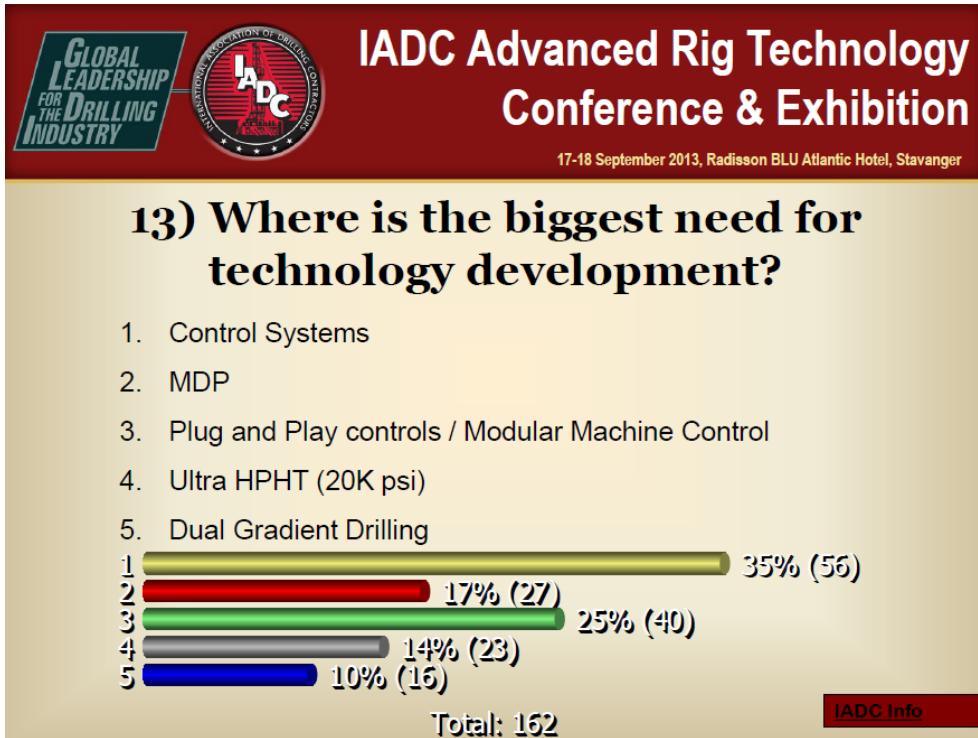 GLOBAL
LEADERSHIP
FOR
THE DRILLING
INDUSTRY
INTERNATIONAL ASSOCIATION OF DRILLING CONTRACTORS
IADC
IADC Advanced Rig Technology
Conference & Exhibition
17-18 September 2013, Radisson BLU Atlantic Hotel, Stavanger
13) Where is the biggest need for
technology development?
1. Control Systems
2. MDP
3. Plug and Play controls / Modular Machine Control
4. Ultra HPHT (20K psi)
5. Dual Gradient Drilling
1 35% (56)
2 17% (27)
3 25% (40)
4 14% (23)
5 10% (16)
Total: 162
IADC Info